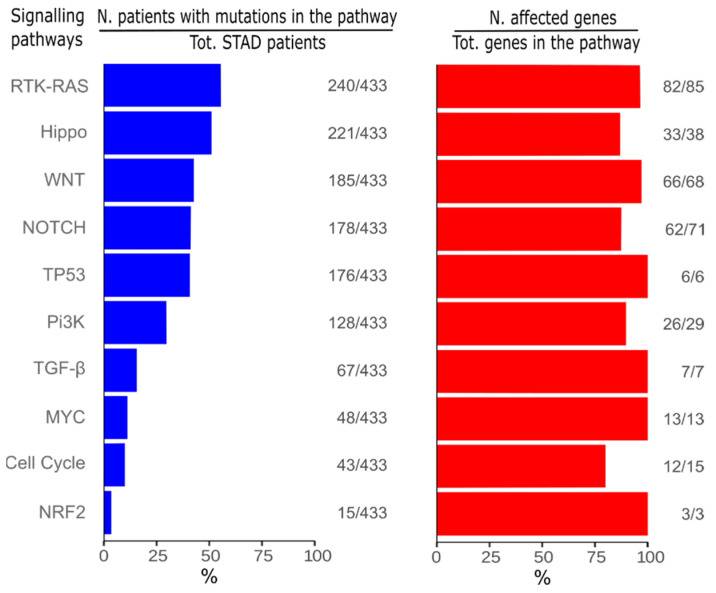 Signalling pathways
N. patients with mutations in the pathway
Tot. STAD patients
N. affected genes
Tot. genes in the pathway
RTK-RAS 240/433 82/85
Hippo 221/433 33/38
WNT 185/433 66/68
NOTCH 178/433 62/71
TP53 176/433 6/6
Pi3K 128/433 26/29
TGF-β 67/433 7/7
MYC 48/433 13/13
Cell Cycle 43/433 12/15
NRF2 15/433 3/3
0 25 50 75 100 0 25 50 75 100
% %